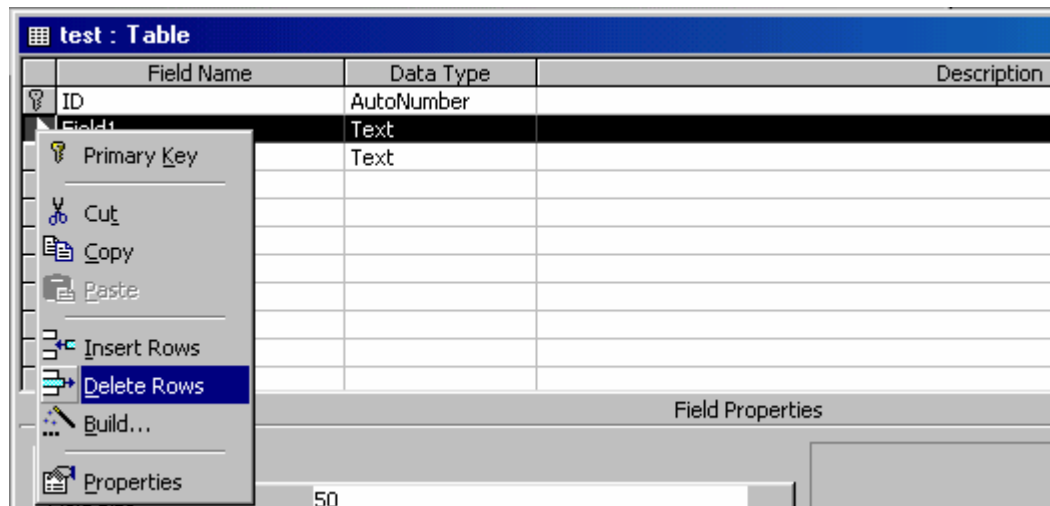 test : Table
Field Name Data Type Description
ID AutoNumber
Field1 Text
Text
Primary Key
Cut
Copy
Paste
Insert Rows
Delete Rows
Build...
Properties
Field Properties
50